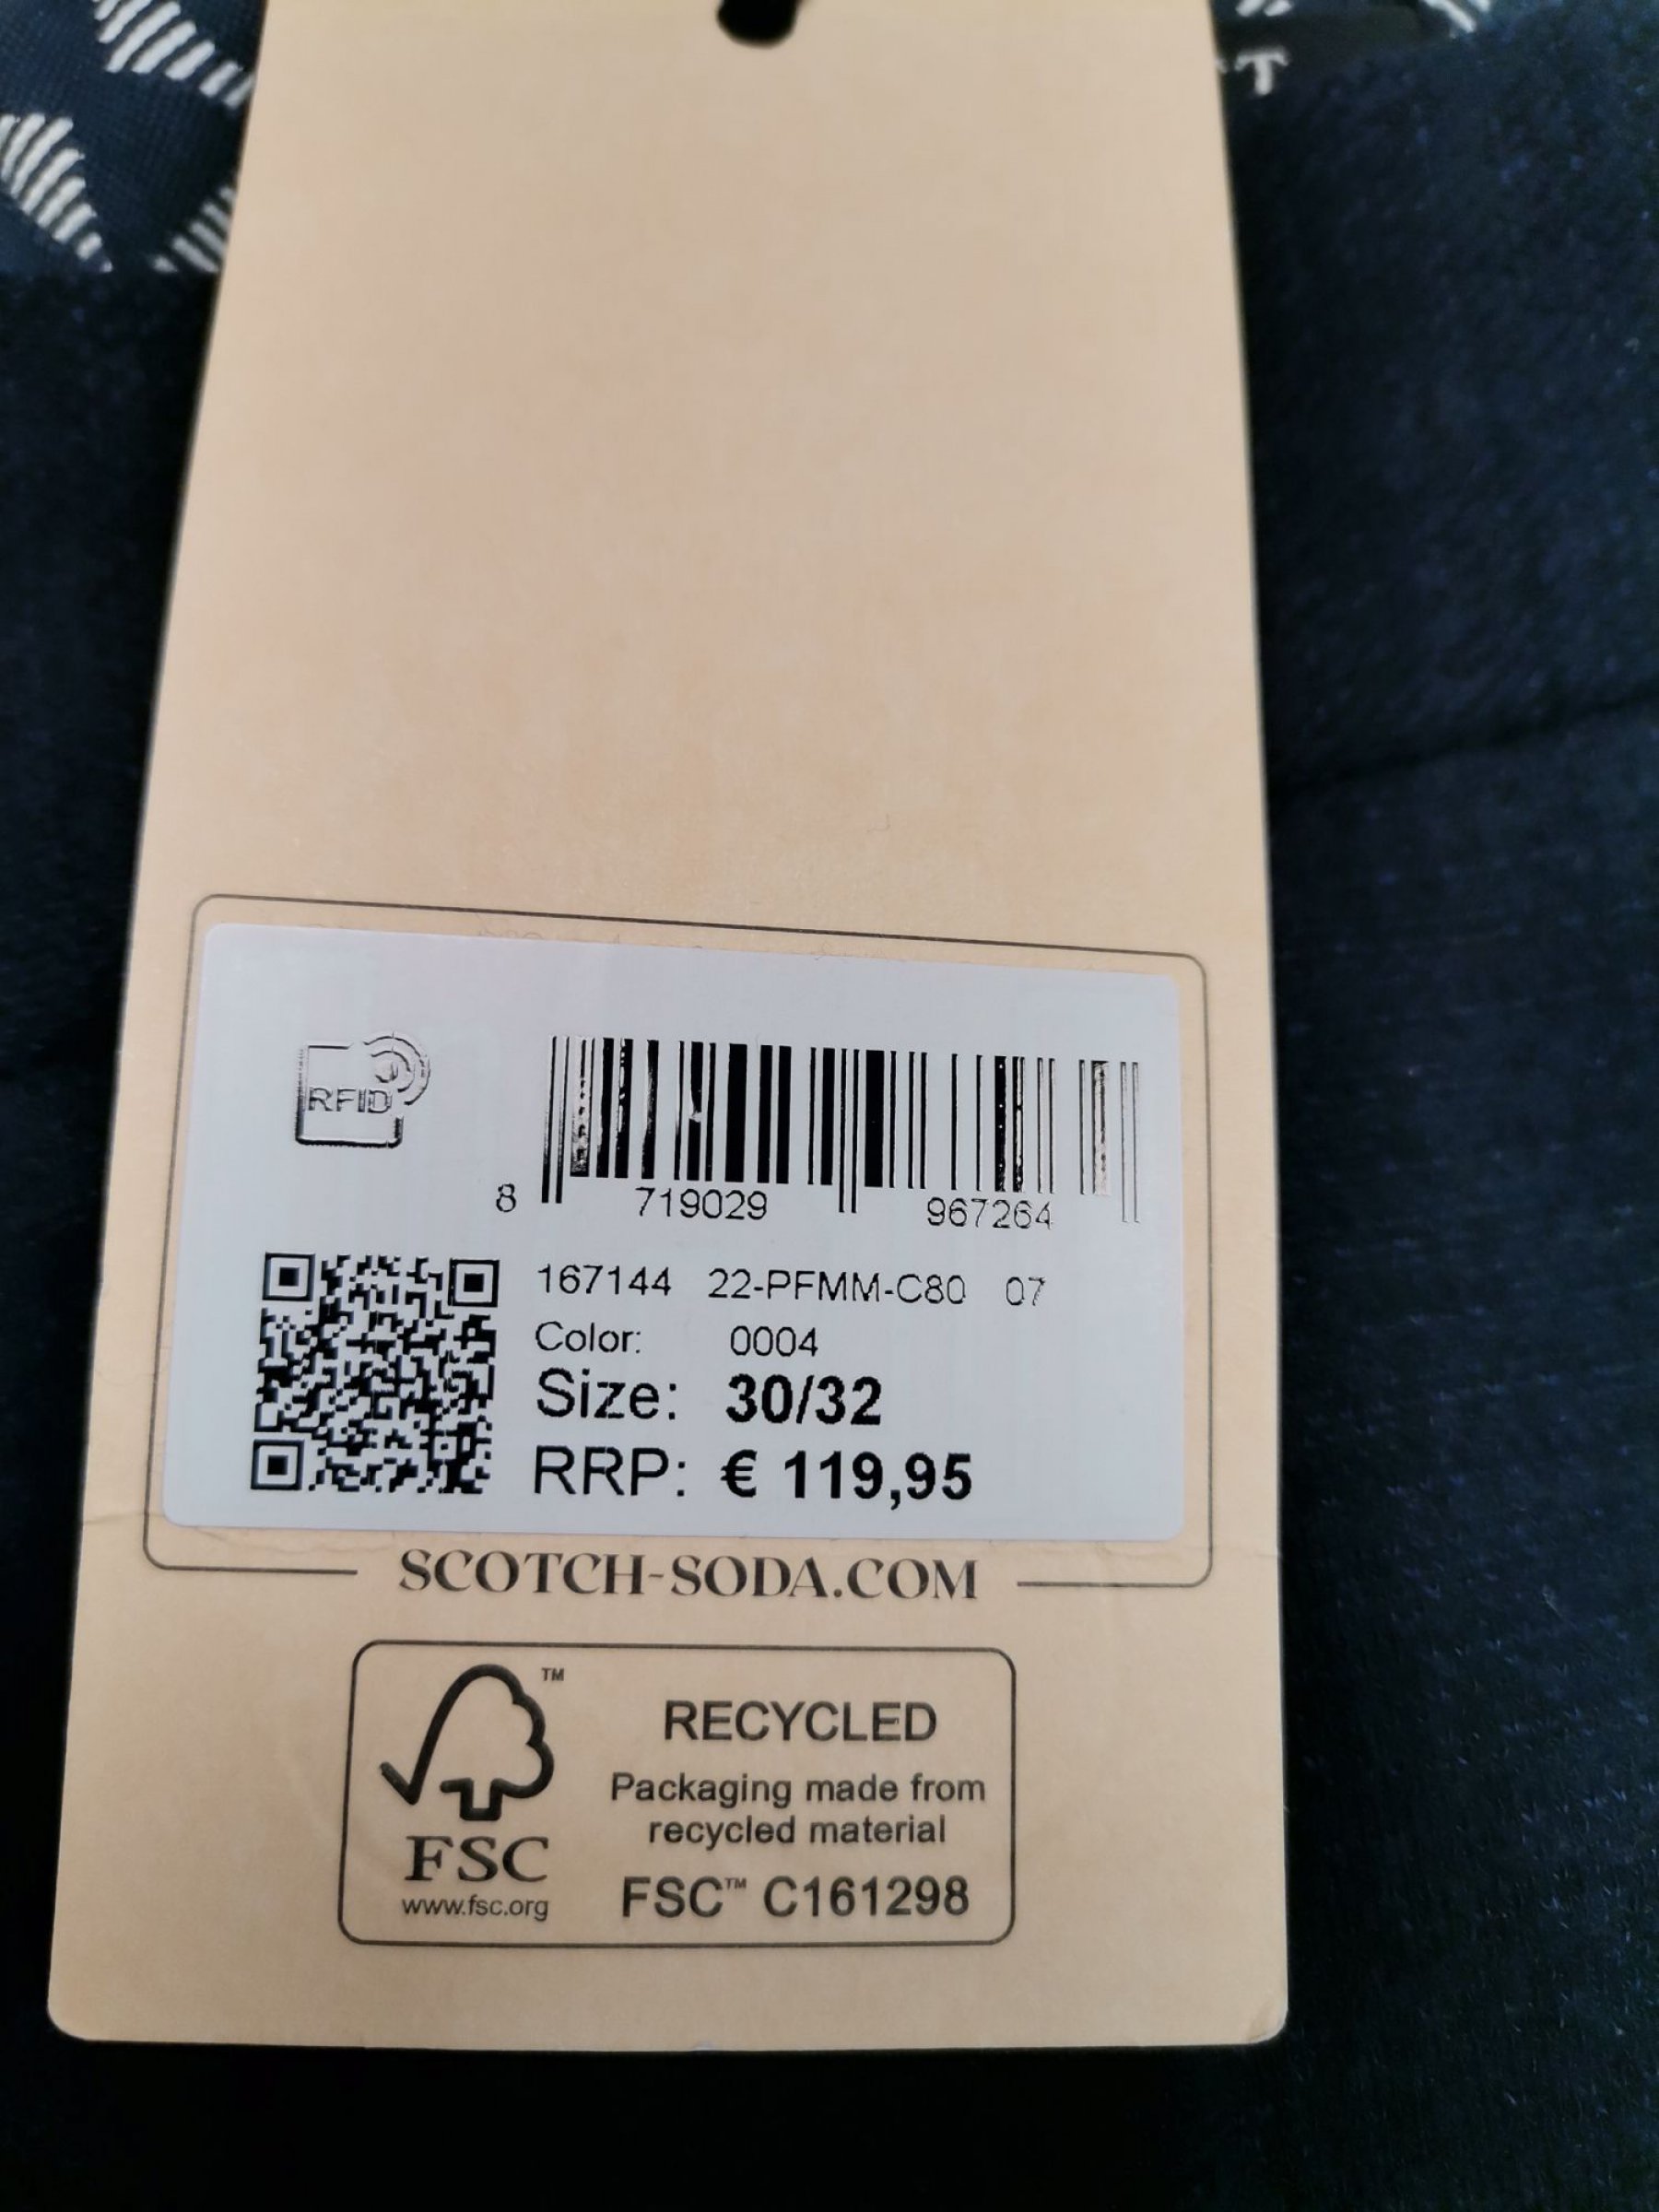 T
RFID
8 719029 967264
167144 22-PFMM-C80 07
Color: 0004
Size: 30/32
RRP: € 119,95
SCOTCH-SODA.COM
TM
RECYCLED
Packaging made from
recycled material
FSC
www.fsc.org
FSC™ C161298